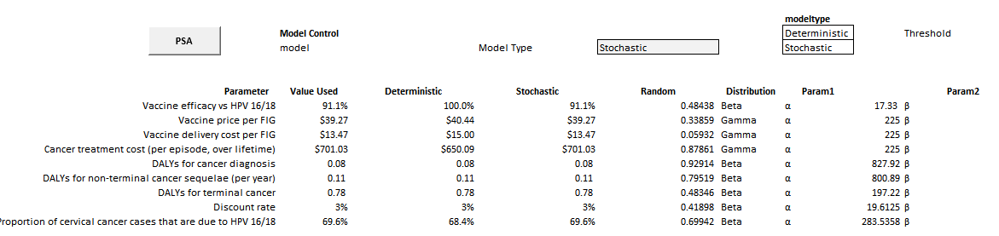 modeltype
PSA Model Control Deterministic Threshold
model Model Type Stochastic Stochastic
Parameter Value Used Deterministic Stochastic Random Distribution Param1 Param2
Vaccine efficacy vs HPV 16/18 91.1% 100.0% 91.1% 0.48438 Beta α 17.33 β
Vaccine price per FIG $39.27 $40.44 $39.27 0.33859 Gamma α 225 β
Vaccine delivery cost per FIG $13.47 $15.00 $13.47 0.05932 Gamma α 225 β
Cancer treatment cost (per episode, over lifetime) $701.03 $650.09 $701.03 0.87861 Gamma α 225 β
DALYs for cancer diagnosis 0.08 0.08 0.08 0.92914 Beta α 827.92 β
DALYs for non-terminal cancer sequelae (per year) 0.11 0.11 0.11 0.79519 Beta α 800.89 β
DALYs for terminal cancer 0.78 0.78 0.78 0.48346 Beta α 197.22 β
Discount rate 3% 3% 3% 0.41898 Beta α 19.6125 β
Proportion of cervical cancer cases that are due to HPV 16/18 69.6% 68.4% 69.6% 0.69942 Beta α 283.5358 β